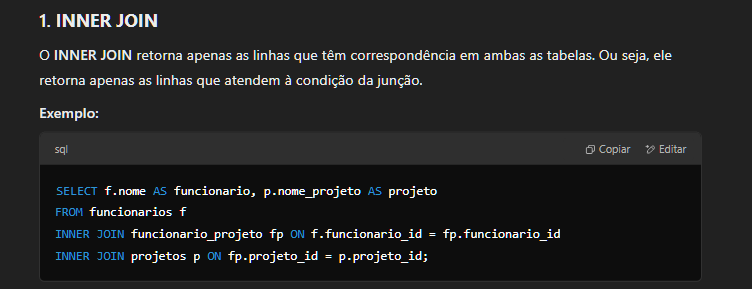 1. INNER JOIN
O INNER JOIN retorna apenas as linhas que têm correspondência em ambas as tabelas. Ou seja, ele
retorna apenas as linhas que atendem à condição da junção.
Exemplo:
sql Copiar Editar
SELECT f.nome AS funcionario, p.nome_projeto AS projeto
FROM funcionarios f
INNER JOIN funcionario_projeto fp ON f.funcionario_id = fp.funcionario_id
INNER JOIN projetos p ON fp.projeto_id = p.projeto_id;